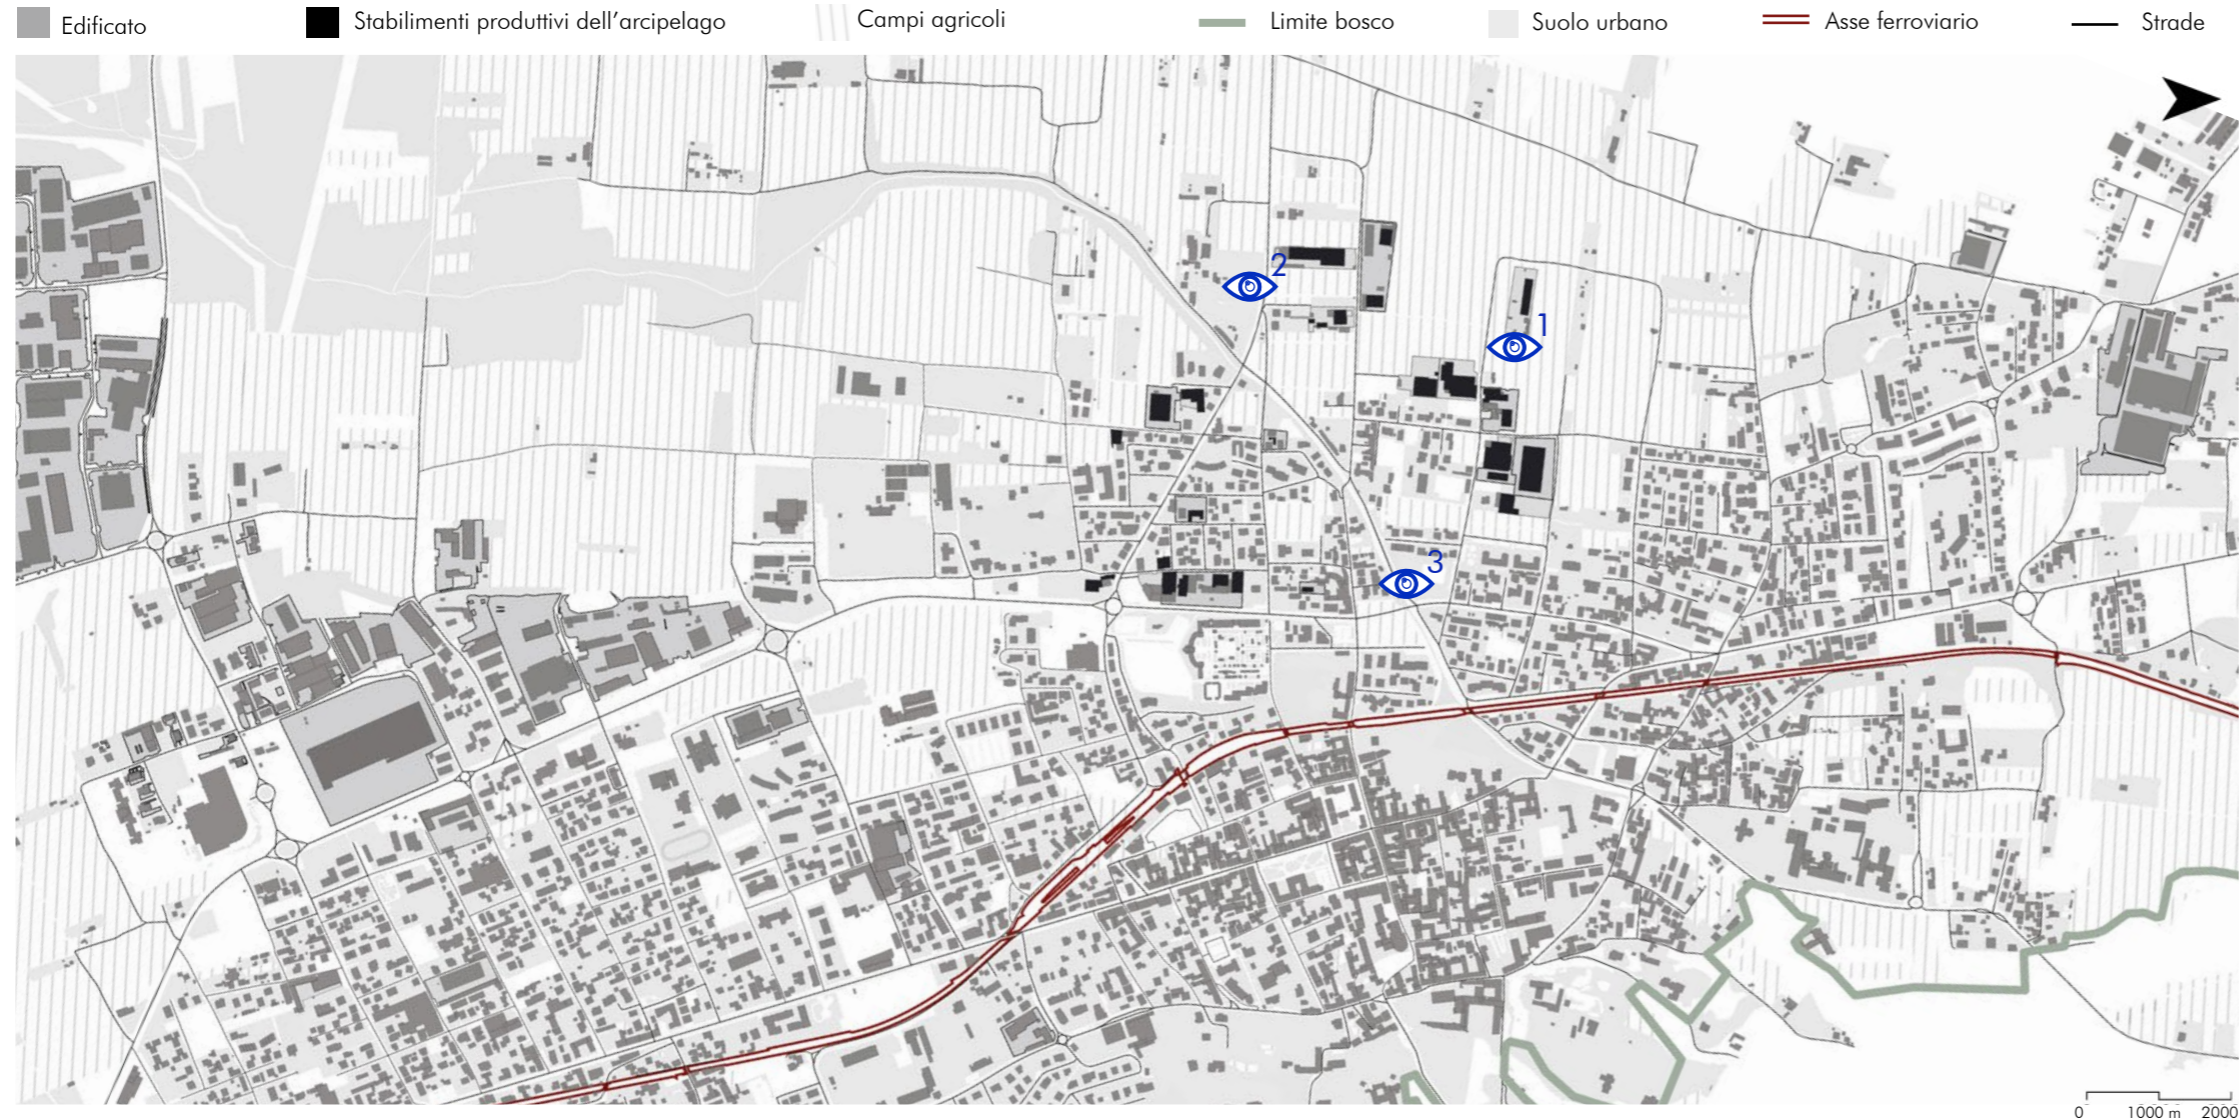 Edificato
Stabilimenti produttivi dell'arcipelago
Campi agricoli
Limite bosco
Suolo urbano
Asse ferroviario
Strade
2
1
3
0 1000 m 2000